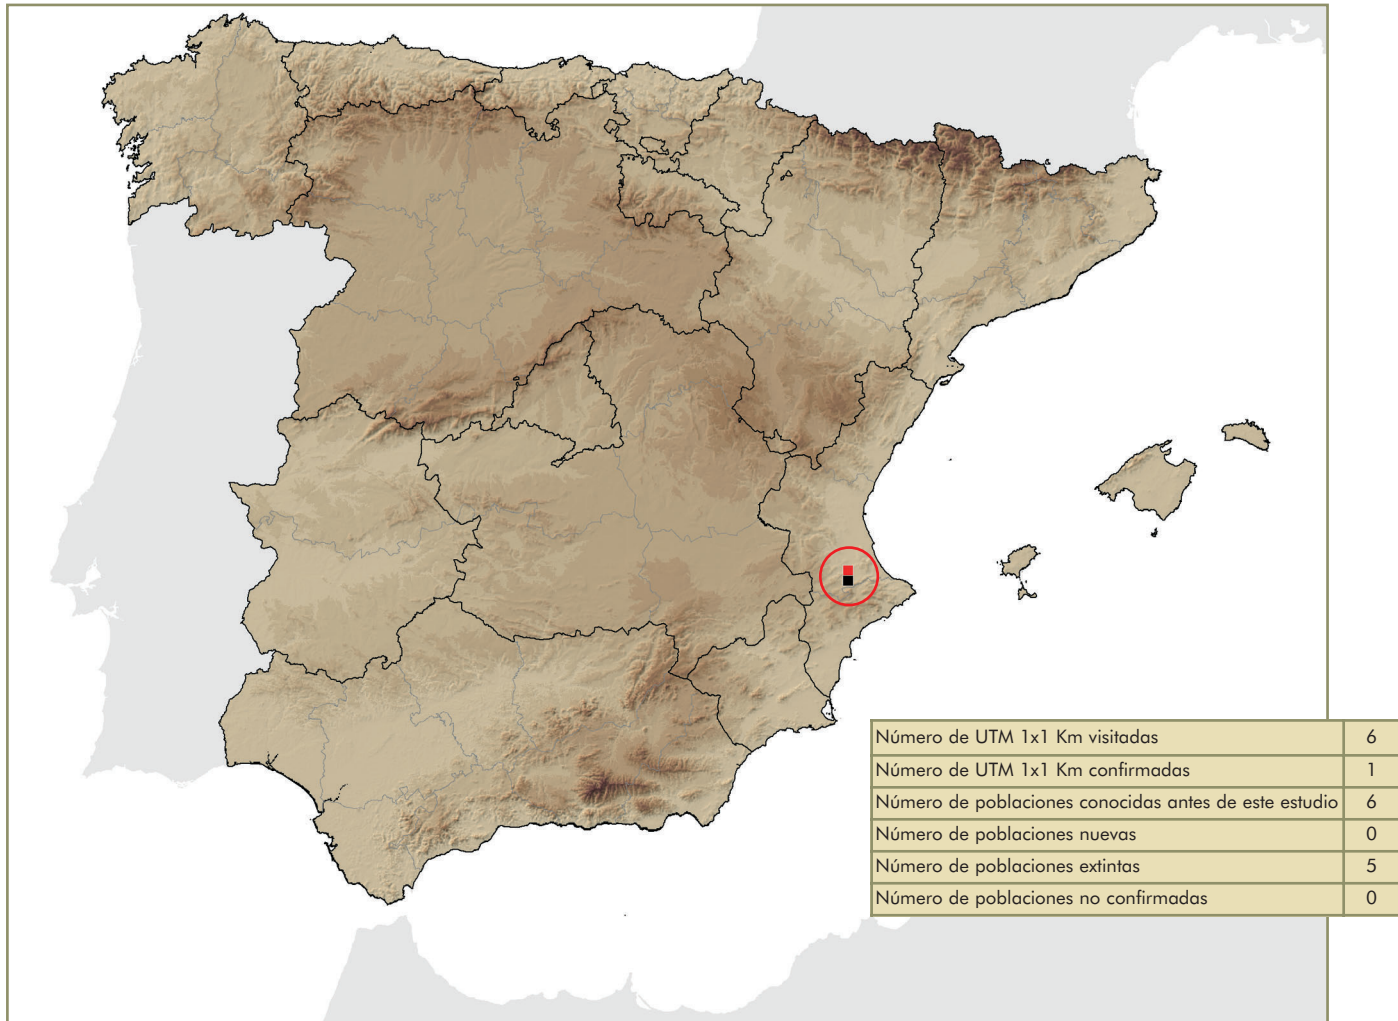 Número de UTM 1x1 Km visitadas 6
Número de UTM 1x1 Km confirmadas 1
Número de poblaciones conocidas antes de este estudio 6
Número de poblaciones nuevas 0
Número de poblaciones extintas 5
Número de poblaciones no confirmadas 0